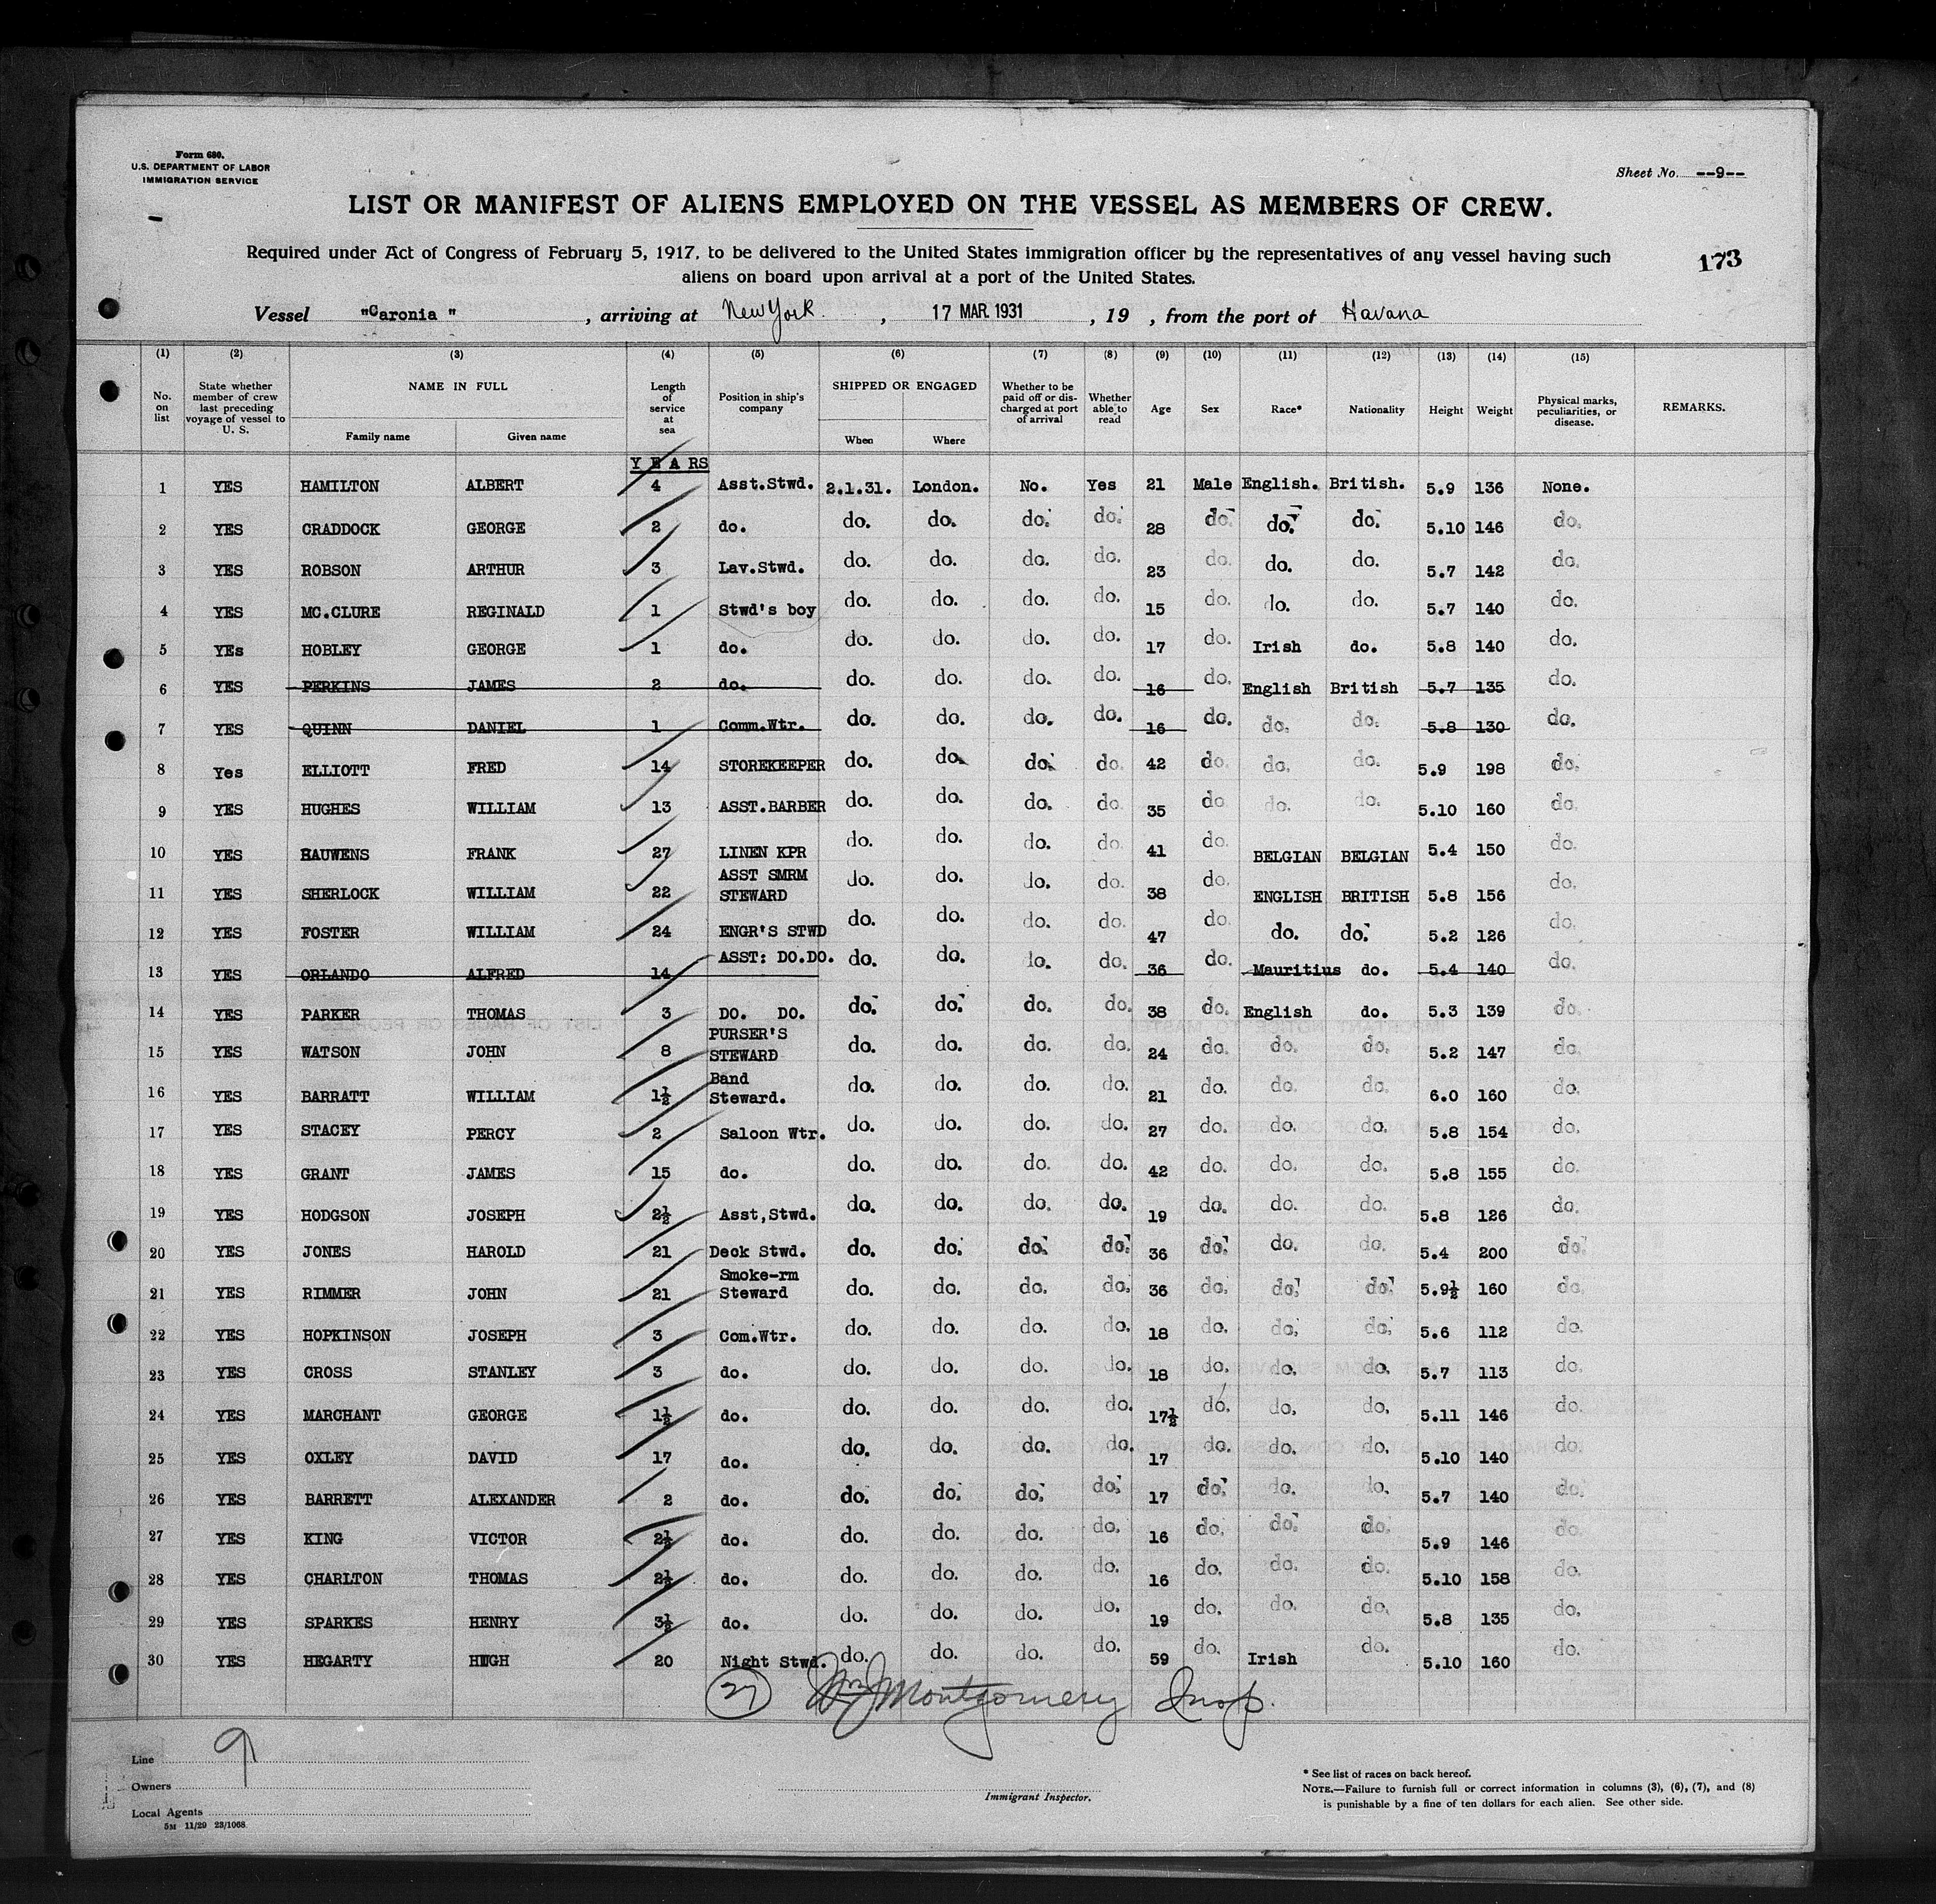 Form 680.
U.S. DEPARTMENT OF LABOR
IMMIGRATION SERVICE
Sheet No. --9--
LIST OR MANIFEST OF ALIENS EMPLOYED ON THE VESSEL AS MEMBERS OF CREW.
Required under Act of Congress of February 5, 1917, to be delivered to the United States immigration officer by the representatives of any vessel having such
aliens on board upon arrival at a port of the United States.
173
Vessel "Caronia" , arriving at New York , 17 MAR 1931 , 19 , from the port of Havana
(1) (2) (3) (4) (5) (6) (7) (8) (9) (10) (11) (12) (13) (14) (15)
No. on list State whether member of crew last preceding voyage of vessel to U. S. NAME IN FULL Family name Given name Length of service at sea Position in ship's company SHIPPED OR ENGAGED When Where Whether to be paid off or discharged at port of arrival Whether able to read Age Sex Race* Nationality Height Weight Physical marks, peculiarities, or disease. REMARKS.
YEARS
1 YES HAMILTON ALBERT 4 Asst.Stwd. 2.1.31. London. No. Yes 21 Male English. British. 5.9 136 None.
2 YES CRADDOCK GEORGE 2 do. do. do. do. do. 28 do. do. do. 5.10 146 do.
3 YES ROBSON ARTHUR 3 Lav.Stwd. do. do. do. do. 23 do. do. do. 5.7 142 do.
4 YES MC.CLURE REGINALD 1 Stwd's boy do. do. do. do. 15 do. do. do. 5.7 140 do.
5 YEs HOBLEY GEORGE 1 do. do. do. do. do. 17 do. Irish do. 5.8 140 do.
6 YES PERKINS JAMES 2 do. do. do. do. do. 16 do. English British 5.7 135 do.
7 YES QUINN DANIEL 1 Comm.Wtr. do. do. do. do. 16 do. do. do. 5.8 130 do.
8 Yes ELLIOTT FRED 14 STOREKEEPER do. do. do. do. 42 do. do. do. 5.9 198 do.
9 YES HUGHES WILLIAM 13 ASST.BARBER do. do. do. do. 35 do. do. do. 5.10 160 do.
10 YES BAUWENS FRANK 27 LINEN KPR do. do. do. do. 41 do. BELGIAN BELGIAN 5.4 150 do.
11 YES SHERLOCK WILLIAM 22 ASST SMRM STEWARD do. do. do. do. 38 do. ENGLISH BRITISH 5.8 156 do.
12 YES FOSTER WILLIAM 24 ENGR'S STWD do. do. do. do. 47 do. do. do. 5.2 126 do.
13 YES ORLANDO ALFRED 14 ASST: DO.DO. do. do. do. do. 36 do. Mauritius do. 5.4 140 do.
14 YES PARKER THOMAS 3 DO. DO. do. do. do. do. 38 do. English do. 5.3 139 do.
15 YES WATSON JOHN 8 PURSER'S STEWARD do. do. do. do. 24 do. do. do. 5.2 147 do.
16 YES BARRATT WILLIAM 1½ Band Steward. do. do. do. do. 21 do. do. do. 6.0 160 do.
17 YES STACEY PERCY 2 Saloon Wtr. do. do. do. do. 27 do. do. do. 5.8 154 do.
18 YES GRANT JAMES 15 do. do. do. do. do. 42 do. do. do. 5.8 155 do.
19 YES HODGSON JOSEPH 2½ Asst,Stwd. do. do. do. do. 19 do. do. do. 5.8 126 do.
20 YES JONES HAROLD 21 Deck Stwd. do. do. do. do. 36 do. do. do. 5.4 200 do.
21 YES RIMMER JOHN 21 Smoke-rm Steward do. do. do. do. 36 do. do. do. 5.9½ 160 do.
22 YES HOPKINSON JOSEPH 3 Com.Wtr. do. do. do. do. 18 do. do. do. 5.6 112 do.
23 YES CROSS STANLEY 3 do. do. do. do. do. 18 do. do. do. 5.7 113 do.
24 YES MARCHANT GEORGE 1½ do. do. do. do. do. 17½ do. do. do. 5.11 146 do.
25 YES OXLEY DAVID 17 do. do. do. do. do. 17 do. do. do. 5.10 140 do.
26 YES BARRETT ALEXANDER 2 do. do. do. do. do. 17 do. do. do. 5.7 140 do.
27 YES KING VICTOR 2½ do. do. do. do. do. 16 do. do. do. 5.9 146 do.
28 YES CHARLTON THOMAS 2½ do. do. do. do. do. 16 do. do. do. 5.10 158 do.
29 YES SPARKES HENRY 3½ do. do. do. do. do. 19 do. do. do. 5.8 135 do.
30 YES HEGARTY HUGH 20 Night Stwd. do. do. do. do. 59 do. Irish do. 5.10 160 do.
27 Montgomery Insp.
9
Line
Owners
Local Agents
5M 11/29 23/1068.
Immigrant Inspector.
* See list of races on back hereof.
NOTE.—Failure to furnish full or correct information in columns (3), (6), (7), and (8)
is punishable by a fine of ten dollars for each alien. See other side.